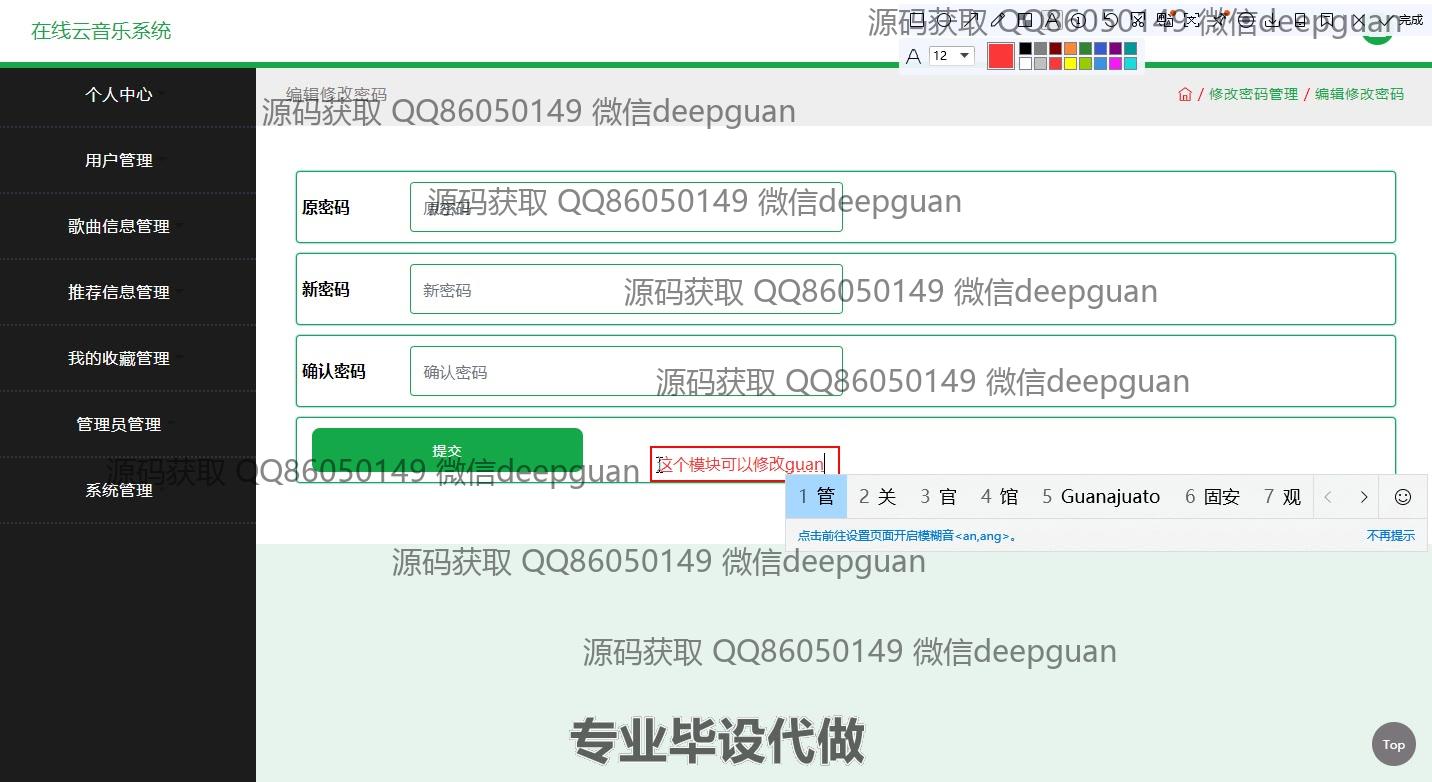 在线云音乐系统
源码获取 QQ86050149 微信deepguan
完成
12
个人中心
编辑修改密码
/ 修改密码管理 / 编辑修改密码
源码获取 QQ86050149 微信deepguan
用户管理
原密码
原密码
源码获取 QQ86050149 微信deepguan
歌曲信息管理
推荐信息管理
新密码
新密码
源码获取 QQ86050149 微信deepguan
我的收藏管理
确认密码
确认密码
源码获取 QQ86050149 微信deepguan
管理员管理
提交
这个模块可以修改guan
源码获取 QQ86050149 微信deepguan
系统管理
1 管 2 关 3 官 4 馆 5 Guanajuato 6 固安 7 观
点击前往设置页面开启模糊音<an,ang>。
不再提示
源码获取 QQ86050149 微信deepguan
源码获取 QQ86050149 微信deepguan
专业毕设代做
Top